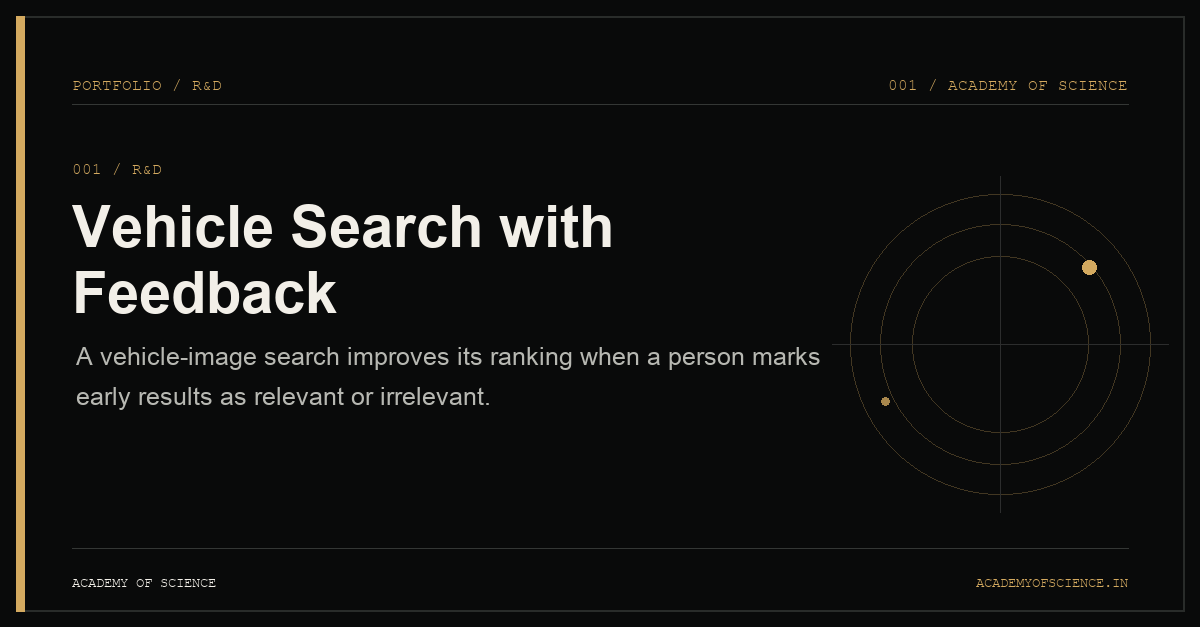 PORTFOLIO / R&D
001 / ACADEMY OF SCIENCE
001 / R&D
Vehicle Search with
Feedback
A vehicle-image search improves its ranking when a person marks
early results as relevant or irrelevant.
ACADEMY OF SCIENCE
ACADEMYOFSCIENCE.IN